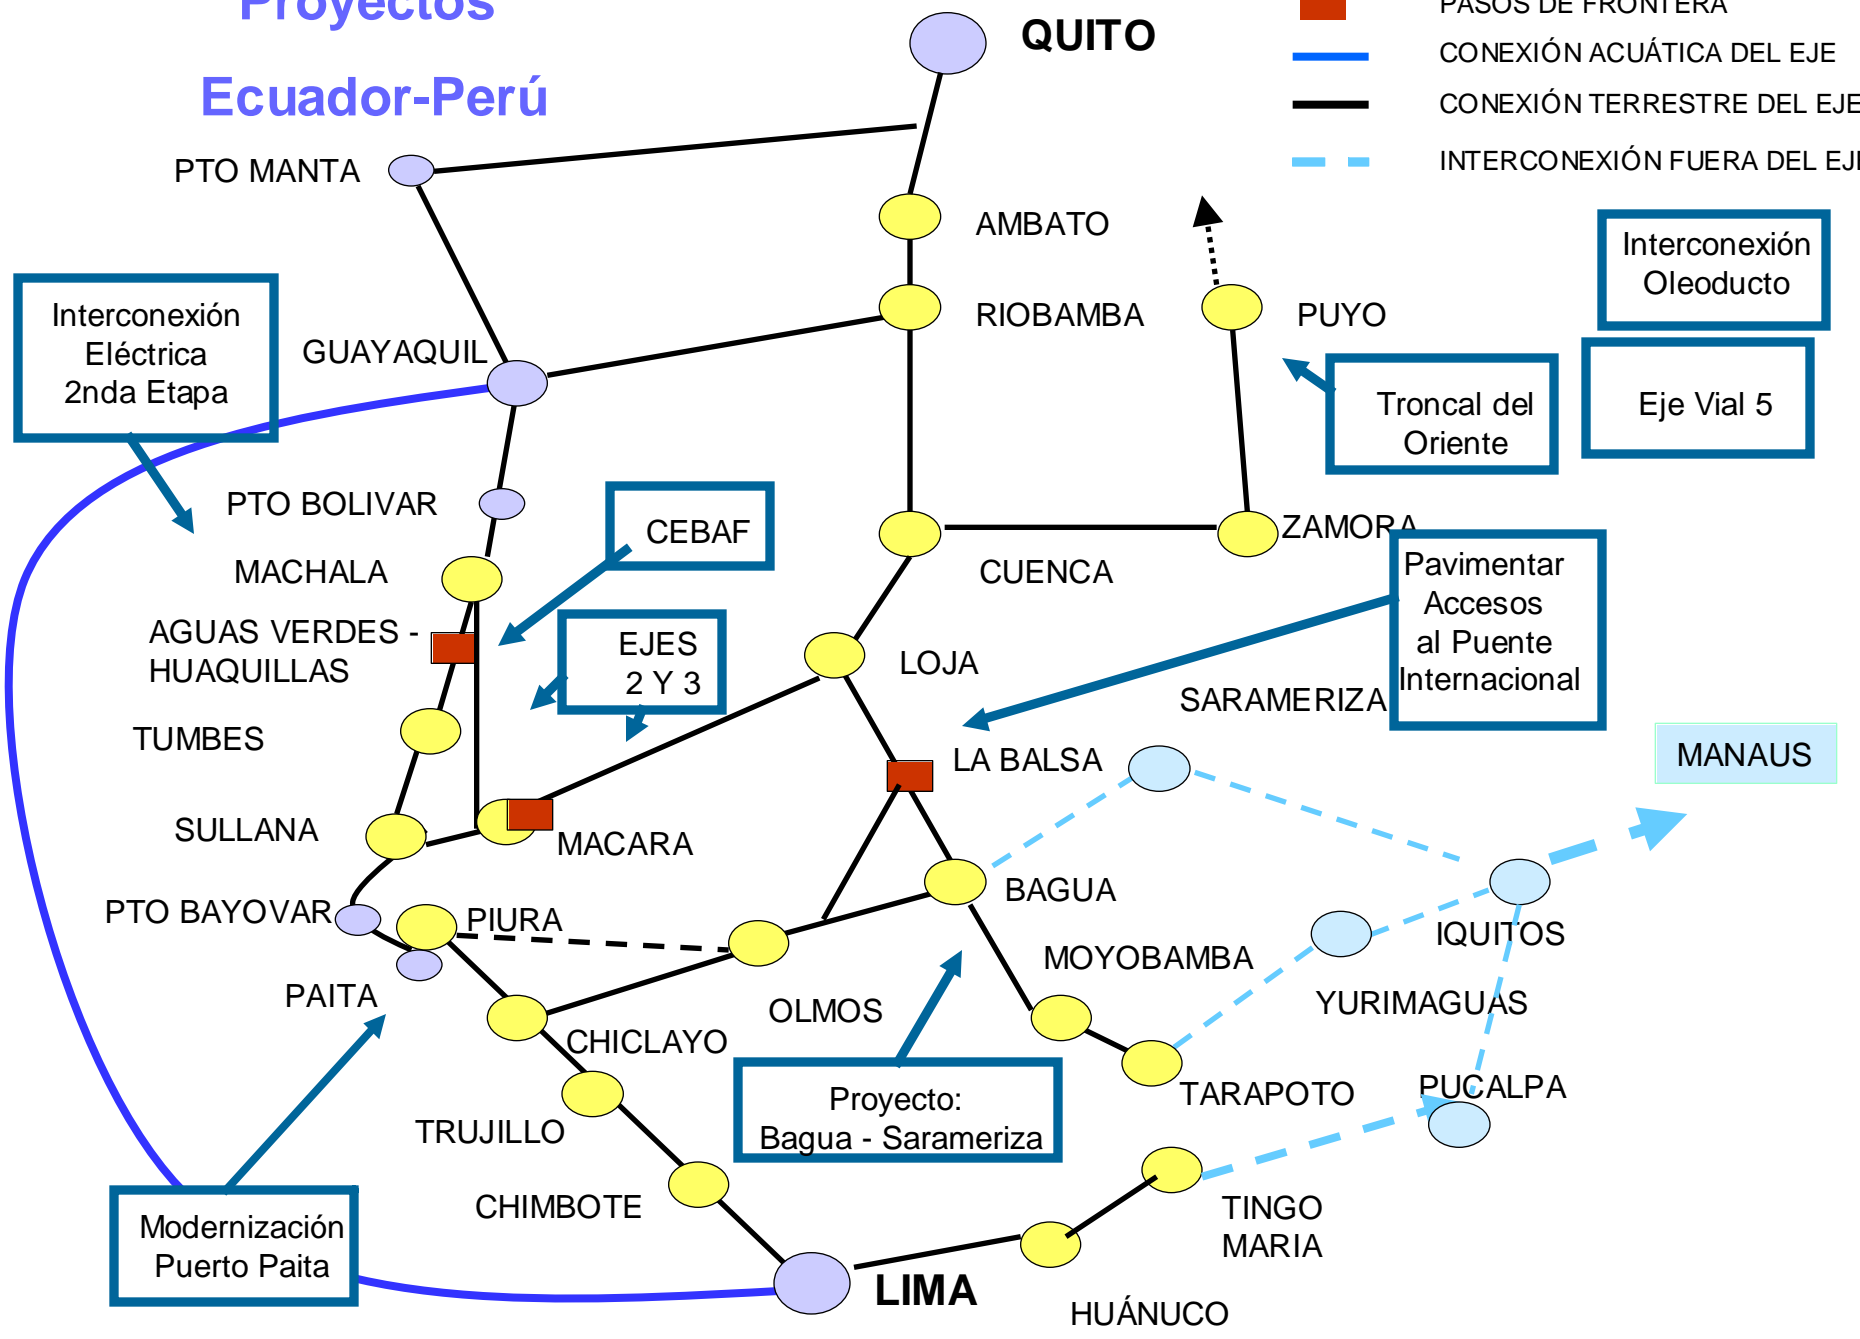 Proyectos
Ecuador-Perú
QUITO
PASOS DE FRONTERA
CONEXIÓN ACUÁTICA DEL EJE
CONEXIÓN TERRESTRE DEL EJE
INTERCONEXIÓN FUERA DEL EJE
PTO MANTA
AMBATO
Interconexión
Oleoducto
Interconexión
Eléctrica
2nda Etapa
GUAYAQUIL
RIOBAMBA
PUYO
Troncal del
Oriente
Eje Vial 5
PTO BOLIVAR
CEBAF
ZAMORA
MACHALA
CUENCA
Pavimentar
Accesos
al Puente
Internacional
AGUAS VERDES -
HUAQUILLAS
EJES
2 Y 3
LOJA
SARAMERIZA
TUMBES
LA BALSA
MANAUS
SULLANA
MACARA
BAGUA
PTO BAYOVAR
PIURA
IQUITOS
MOYOBAMBA
PAITA
OLMOS
YURIMAGUAS
CHICLAYO
TARAPOTO
PUCALPA
TRUJILLO
Proyecto:
Bagua - Sarameriza
CHIMBOTE
TINGO
MARIA
Modernización
Puerto Paita
LIMA
HUÁNUCO